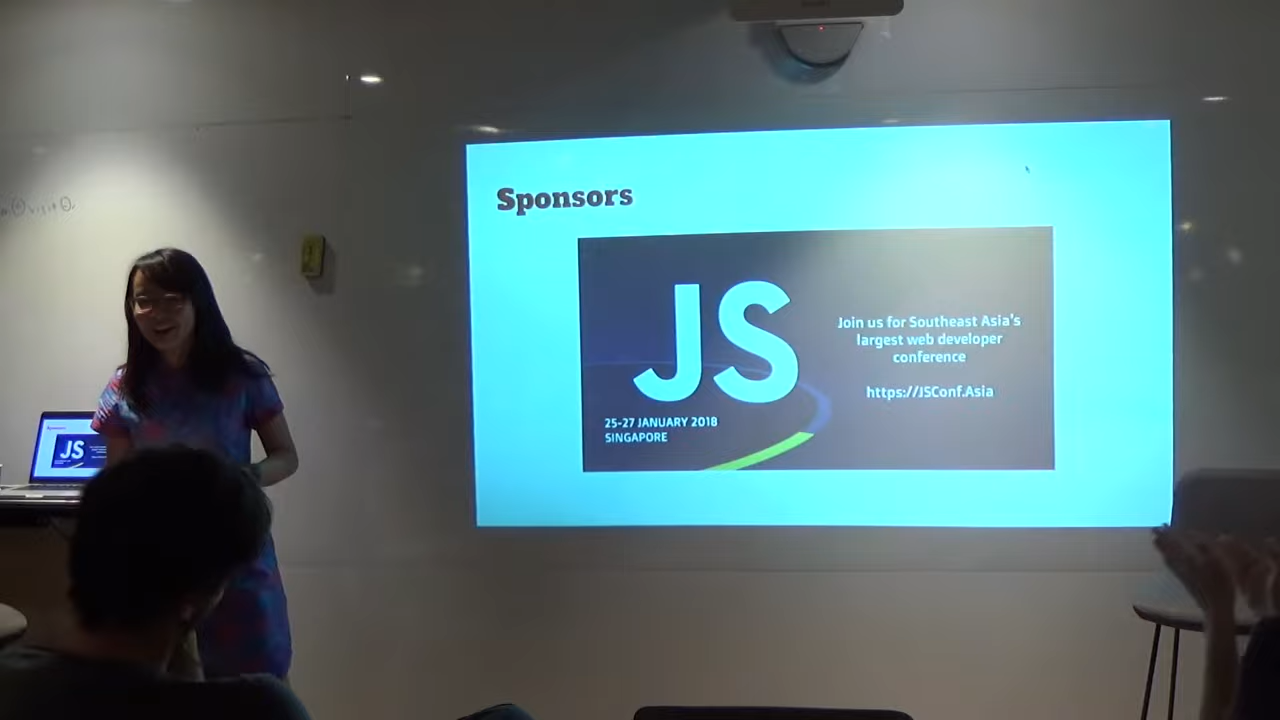 Sponsors
JS
Join us for Southeast Asia's
largest web developer
conference
https://JSConf.Asia
25-27 JANUARY 2018
SINGAPORE
JS